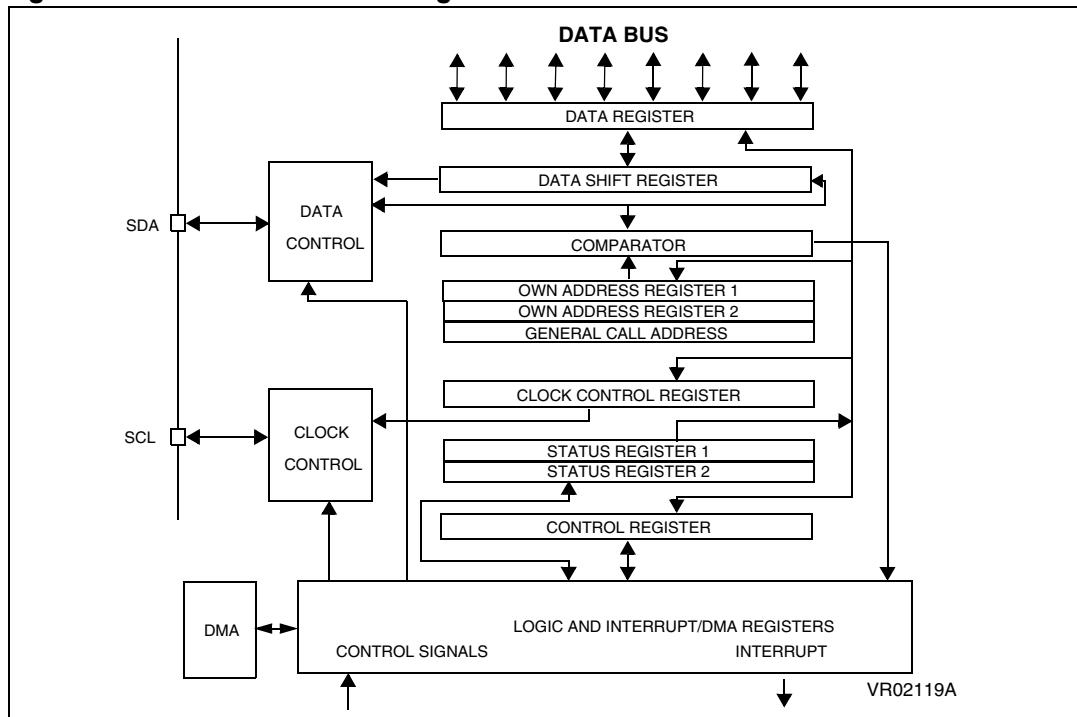 DATA BUS
DATA REGISTER
DATA SHIFT REGISTER
DATA
CONTROL
SDA
COMPARATOR
OWN ADDRESS REGISTER 1
OWN ADDRESS REGISTER 2
GENERAL CALL ADDRESS
CLOCK CONTROL REGISTER
SCL
CLOCK
CONTROL
STATUS REGISTER 1
STATUS REGISTER 2
CONTROL REGISTER
DMA
LOGIC AND INTERRUPT/DMA REGISTERS
CONTROL SIGNALS
INTERRUPT
VR02119A